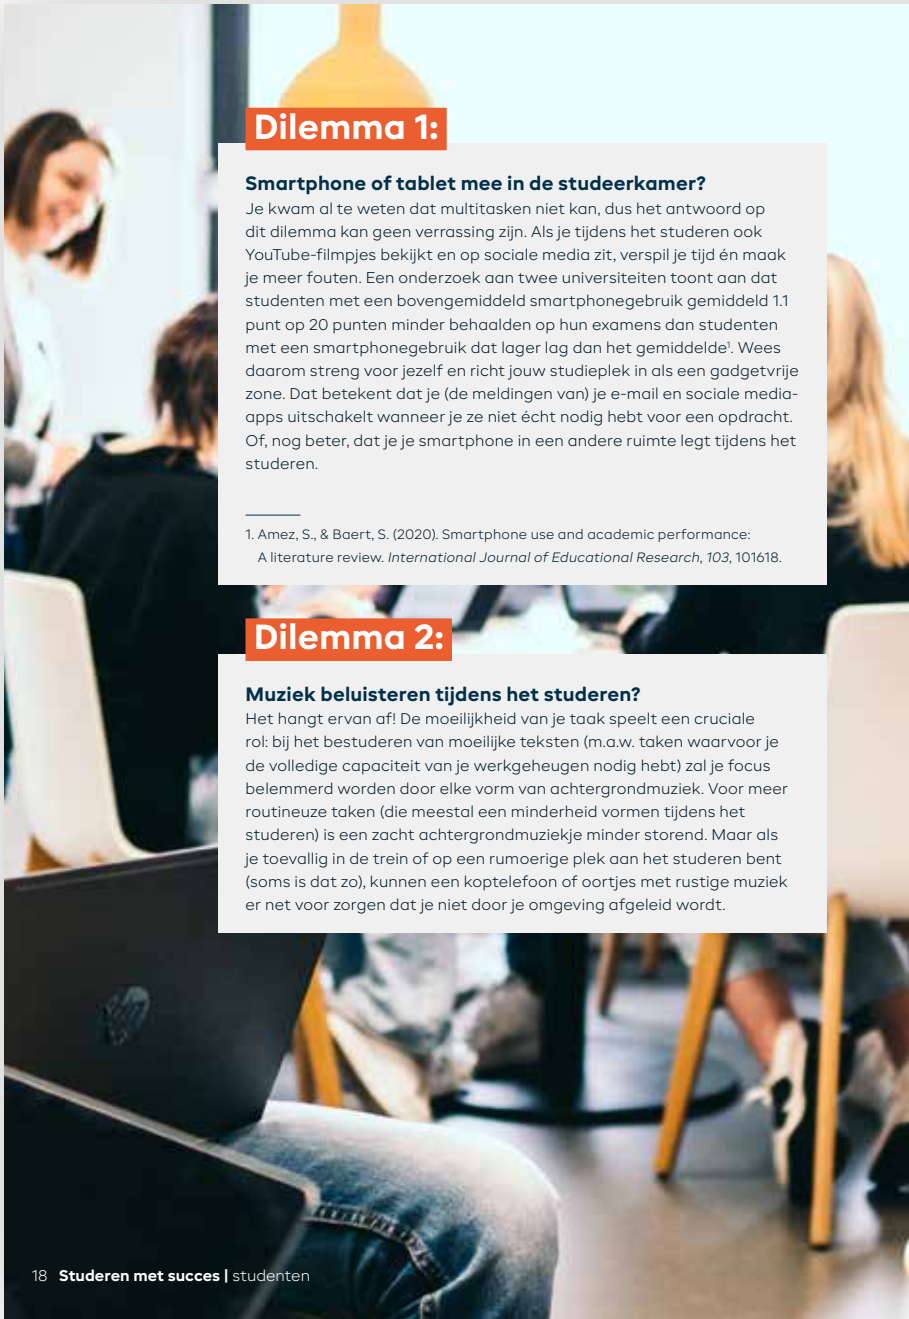 Dilemma 1:
Smartphone of tablet mee in de studeerkamer?
Je kwam al te weten dat multitasken niet kan, dus het antwoord op
dit dilemma kan geen verrassing zijn. Als je tijdens het studeren ook
YouTube-filmpjes bekijkt en op sociale media zit, verspil je tijd én maak
je meer fouten. Een onderzoek aan twee universiteiten toont aan dat
studenten met een bovengemiddeld smartphonegebruik gemiddeld 1.1
punt op 20 punten minder behaalden op hun examens dan studenten
met een smartphonegebruik dat lager lag dan het gemiddelde¹. Wees
daarom streng voor jezelf en richt jouw studieplek in als een gadgetvrije
zone. Dat betekent dat je (de meldingen van) je e-mail en sociale media-
apps uitschakelt wanneer je ze niet écht nodig hebt voor een opdracht.
Of, nog beter, dat je je smartphone in een andere ruimte legt tijdens het
studeren.
1. Amez, S., & Baert, S. (2020). Smartphone use and academic performance:
A literature review. International Journal of Educational Research, 103, 101618.
Dilemma 2:
Muziek beluisteren tijdens het studeren?
Het hangt ervan af! De moeilijkheid van je taak speelt een cruciale
rol: bij het bestuderen van moeilijke teksten (m.a.w. taken waarvoor je
de volledige capaciteit van je werkgeheugen nodig hebt) zal je focus
belemmerd worden door elke vorm van achtergrondmuziek. Voor meer
routineuze taken (die meestal een minderheid vormen tijdens het
studeren) is een zacht achtergrondmuziekje minder storend. Maar als
je toevallig in de trein of op een rumoerige plek aan het studeren bent
(soms is dat zo), kunnen een koptelefoon of oortjes met rustige muziek
er net voor zorgen dat je niet door je omgeving afgeleid wordt.
hp
18 Studeren met succes | studenten